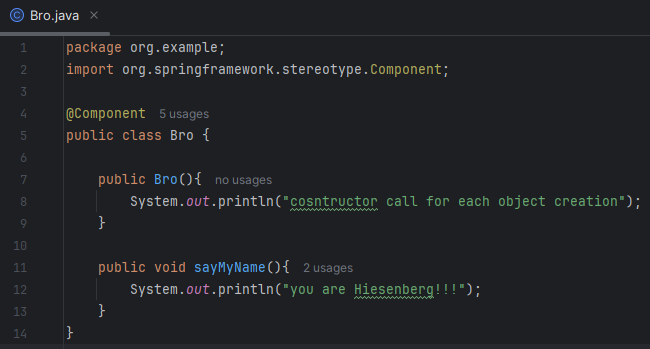 Bro.java
1 package org.example;
2 import org.springframework.stereotype.Component;
3
4 @Component 5 usages
5 public class Bro {
6
7 public Bro(){ no usages
8 System.out.println("cosntructor call for each object creation");
9 }
10
11 public void sayMyName(){ 2 usages
12 System.out.println("you are Hiesenberg!!!");
13 }
14 }